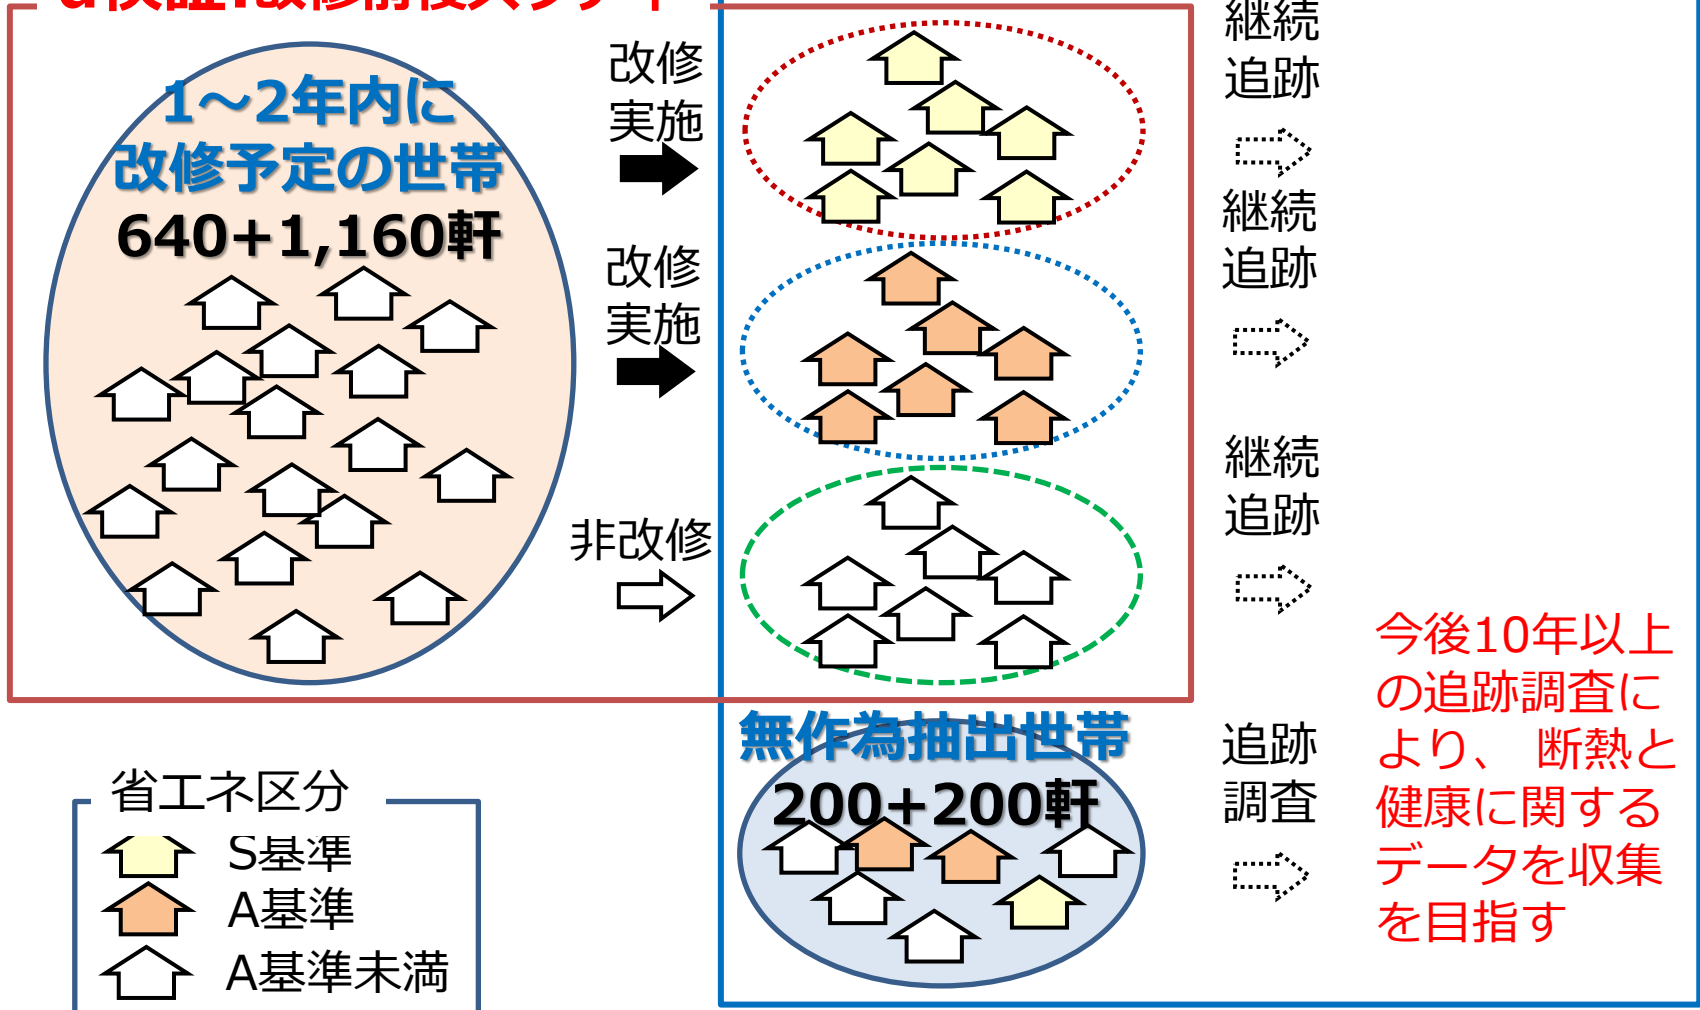 1～2年内に
改修予定の世帯
640+1,160軒
改修
実施
改修
実施
非改修
継続
追跡
継続
追跡
継続
追跡
無作為抽出世帯
200+200軒
追跡
調査
今後10年以上
の追跡調査に
より、 断熱と
健康に関する
データを収集
を目指す
省エネ区分
S基準
A基準
A基準未満